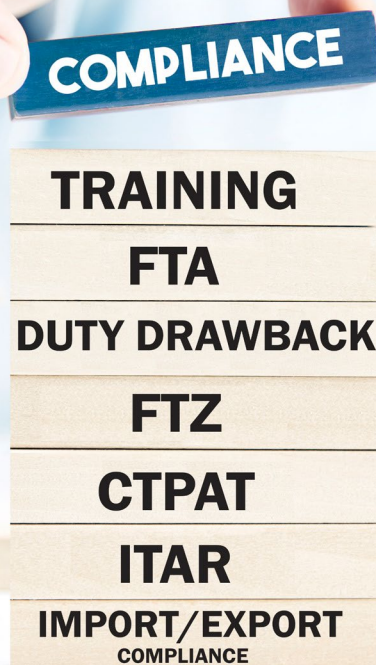 COMPLIANCE
TRAINING
FTA
DUTY DRAWBACK
FTZ
CTPAT
ITAR
IMPORT/EXPORT
COMPLIANCE